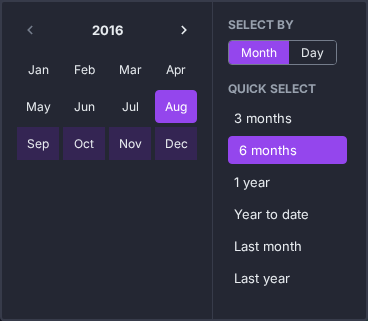 2016
Jan Feb Mar Apr
May Jun Jul Aug
Sep Oct Nov Dec
SELECT BY
Month Day
QUICK SELECT
3 months
6 months
1 year
Year to date
Last month
Last year